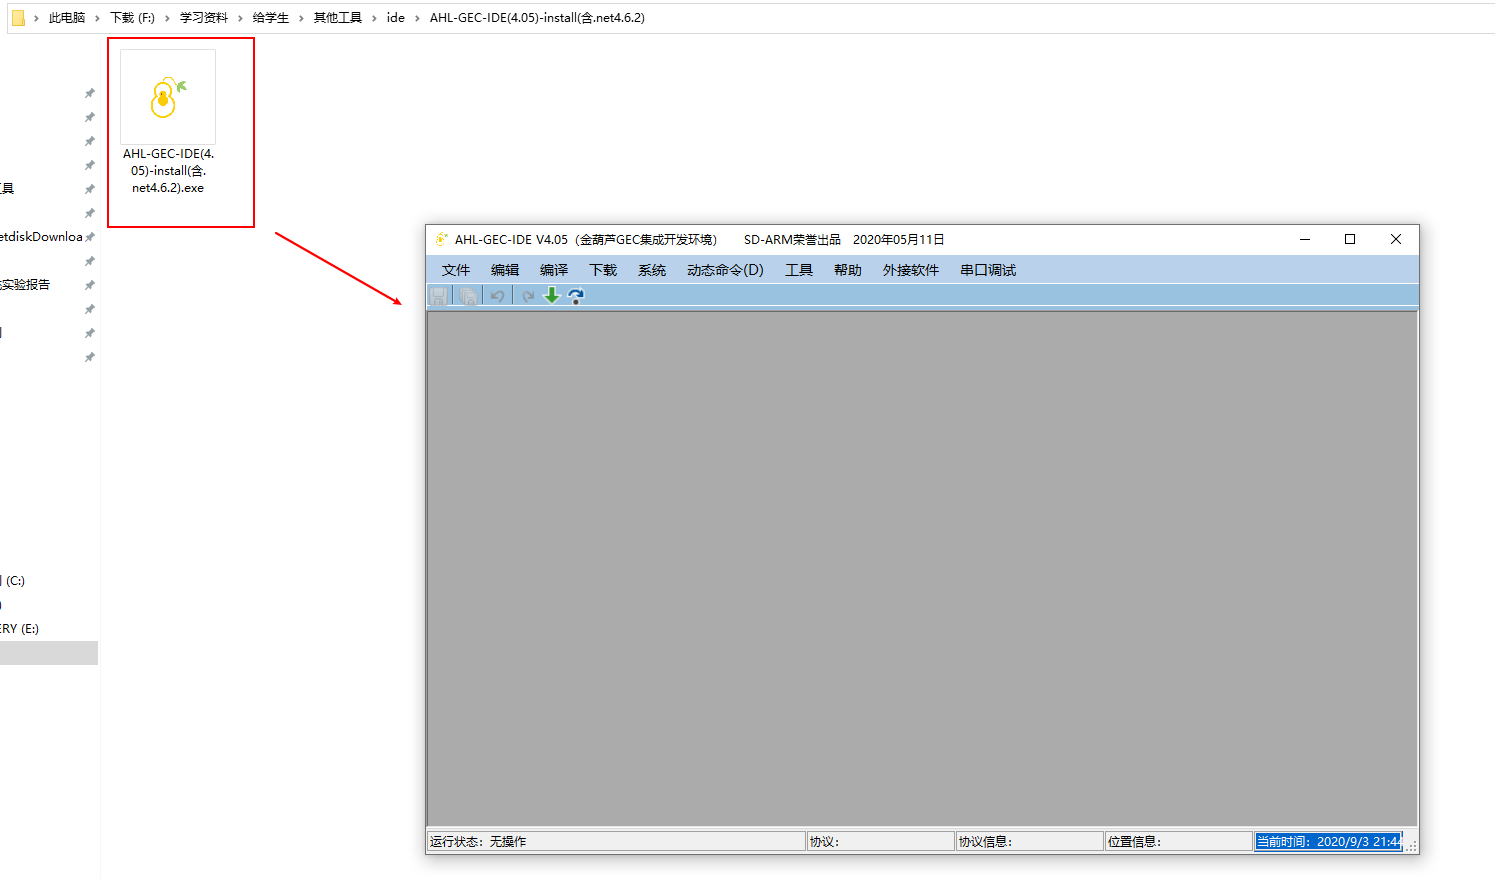 此电脑 › 下载 (F:) › 学习资料 › 给学生 › 其他工具 › ide › AHL-GEC-IDE(4.05)-install(含.net4.6.2)
AHL-GEC-IDE(4.
05)-install(含.
net4.6.2).exe
具
etdiskDownloa
实验报告
(C:)
ERY (E:)
AHL-GEC-IDE V4.05（金葫芦GEC集成开发环境） SD-ARM荣誉出品 2020年05月11日
文件 编辑 编译 下载 系统 动态命令(D) 工具 帮助 外接软件 串口调试
运行状态：无操作 协议： 协议信息： 位置信息： 当前时间：2020/9/3 21:44